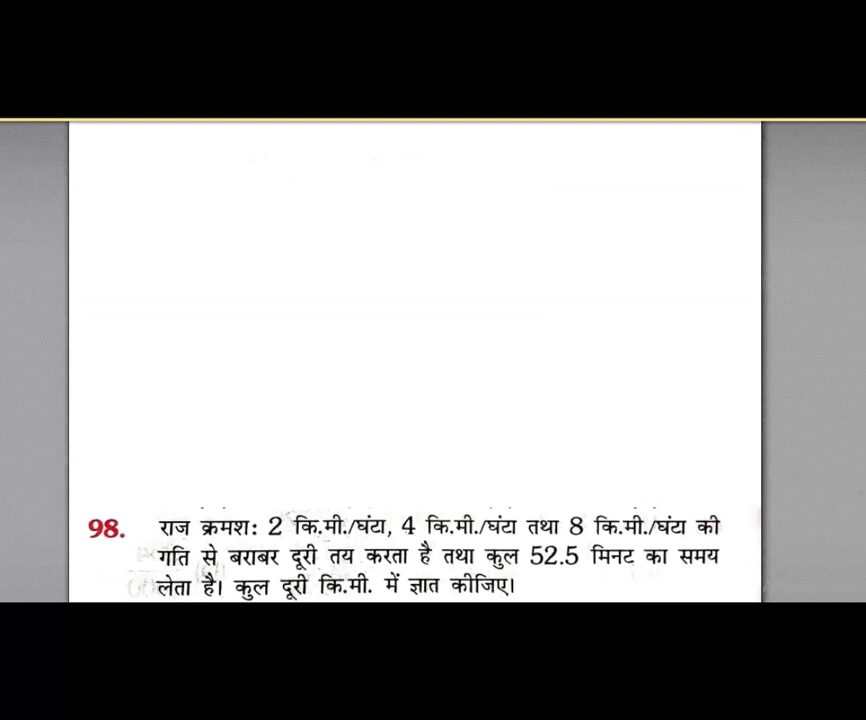 98. राज क्रमश: 2 कि.मी./घंटा, 4 कि.मी./घंटा तथा 8 कि.मी./घंटा की
गति से बराबर दूरी तय करता है तथा कुल 52.5 मिनट का समय
लेता है। कुल दूरी कि.मी. में ज्ञात कीजिए।